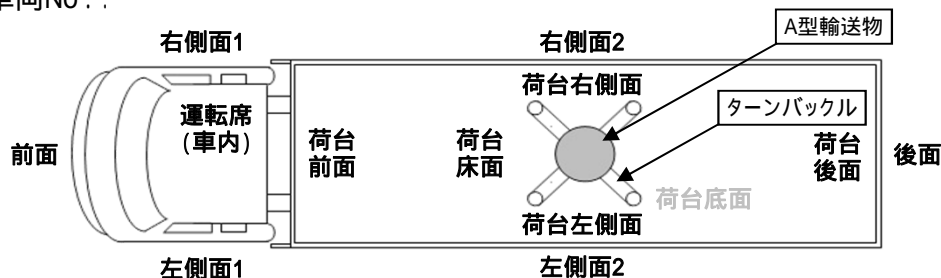 車両No.:
A型輸送物
右側面1
右側面2
荷台右側面
ターンバックル
運転席
(車内)
前面
荷台
前面
荷台
床面
荷台
後面
後面
荷台底面
荷台左側面
左側面1
左側面2